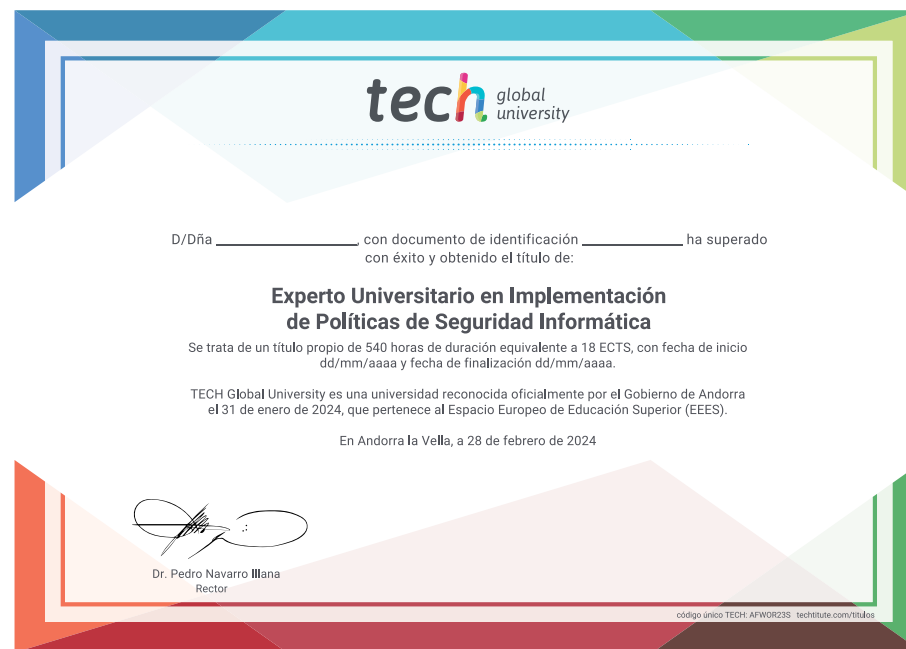 tech global university
D/Dña ____________________, con documento de identificación ______________ ha superado
con éxito y obtenido el título de:
Experto Universitario en Implementación
de Políticas de Seguridad Informática
Se trata de un título propio de 540 horas de duración equivalente a 18 ECTS, con fecha de inicio
dd/mm/aaaa y fecha de finalización dd/mm/aaaa.
TECH Global University es una universidad reconocida oficialmente por el Gobierno de Andorra
el 31 de enero de 2024, que pertenece al Espacio Europeo de Educación Superior (EEES).
En Andorra la Vella, a 28 de febrero de 2024
Dr. Pedro Navarro Illana
Rector
código único TECH: AFWOR23S techtitute.com/titulos